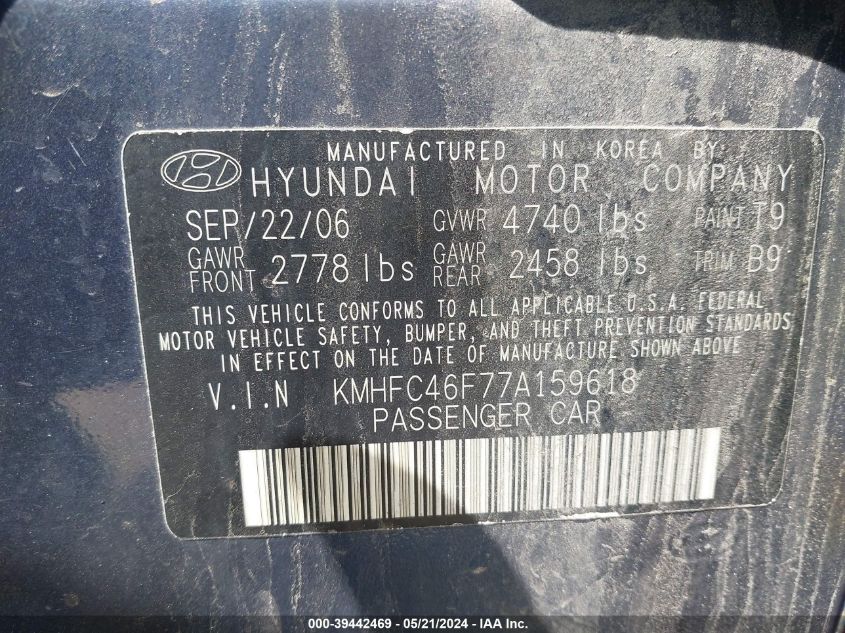 MANUFACTURED IN KOREA BY
HYUNDAI MOTOR COMPANY
SEP/22/06 GVWR 4740 lbs PAINT T9
GAWR FRONT 2778 lbs GAWR REAR 2458 lbs TRIM B9
THIS VEHICLE CONFORMS TO ALL APPLICABLE U.S.A. FEDERAL
MOTOR VEHICLE SAFETY, BUMPER, AND THEFT PREVENTION STANDARDS
IN EFFECT ON THE DATE OF MANUFACTURE SHOWN ABOVE
V.I.N KMHFC46F77A159618
PASSENGER CAR
000-39442469 - 05/21/2024 - IAA Inc.